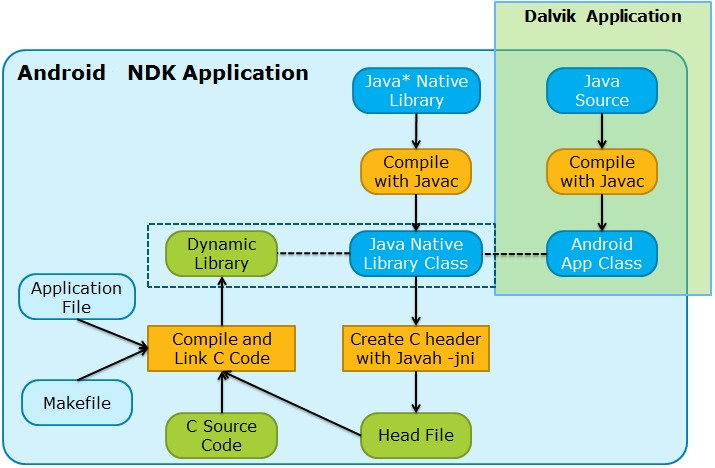 Dalvik Application
Android NDK Application
Java* Native
Library
Java
Source
Compile
with Javac
Compile
with Javac
Dynamic
Library
Java Native
Library Class
Android
App Class
Application
File
Compile and
Link C Code
Create C header
with Javah -jni
Makefile
C Source
Code
Head File